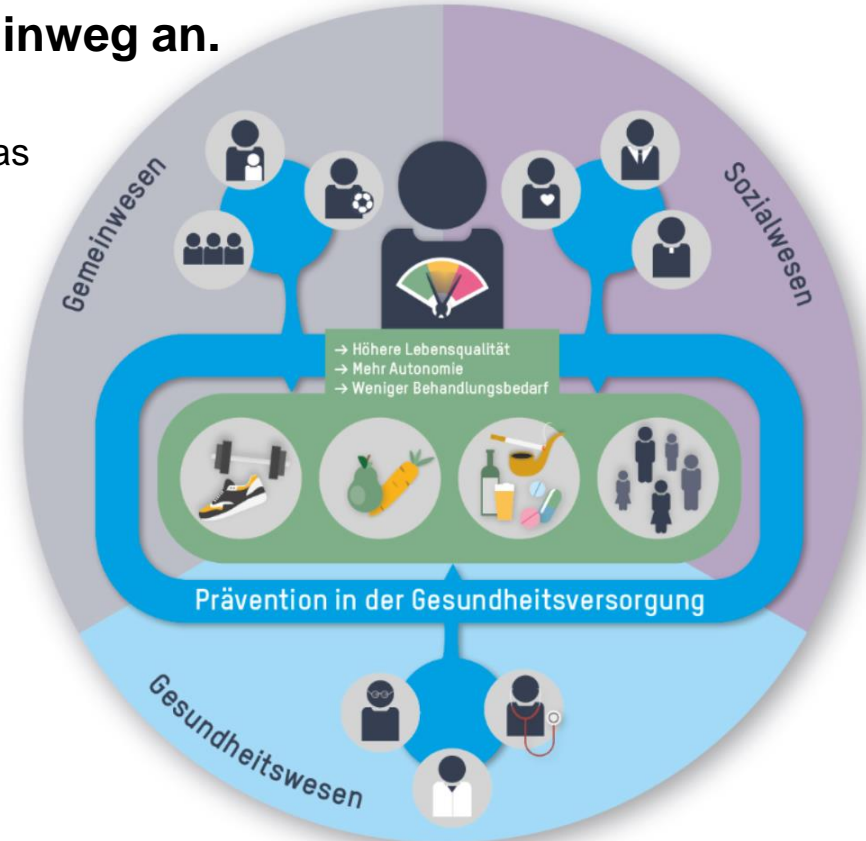 inweg an.
as
Gemeinwesen
Sozialwesen
→ Höhere Lebensqualität
→ Mehr Autonomie
→ Weniger Behandlungsbedarf
Prävention in der Gesundheitsversorgung
Gesundheitswesen